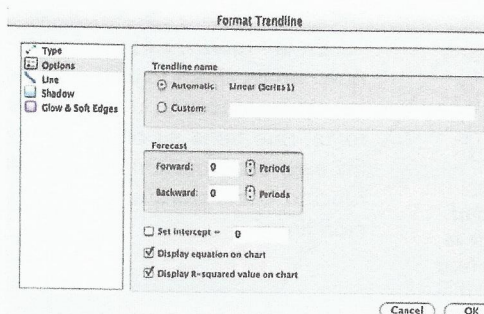 Format Trendline
Type
Options
Line
Shadow
Glow & Soft Edges
Trendline name
Automatic: Linear (Series1)
Custom:
Forecast
Forward: 0 Periods
Backward: 0 Periods
Set intercept = 0
Display equation on chart
Display R-squared value on chart
Cancel OK